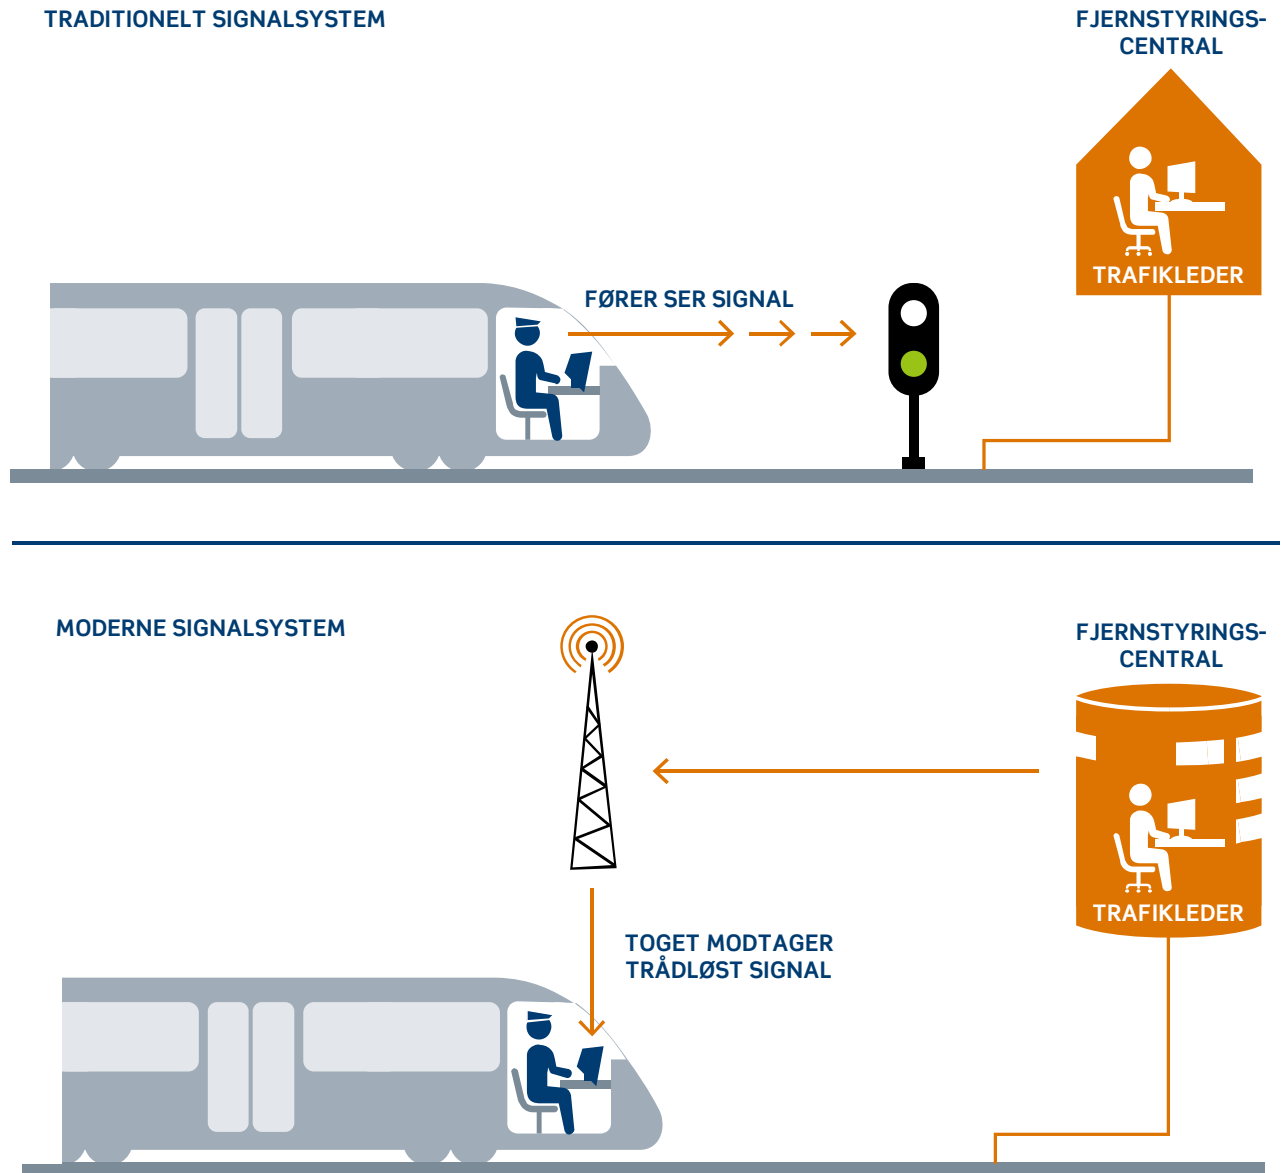 TRADITIONELT SIGNALSYSTEM
FJERNSTYRINGS-
CENTRAL
TRAFIKLEDER
FØRER SER SIGNAL
MODERNE SIGNALSYSTEM
FJERNSTYRINGS-
CENTRAL
TRAFIKLEDER
TOGET MODTAGER
TRÅDLØST SIGNAL